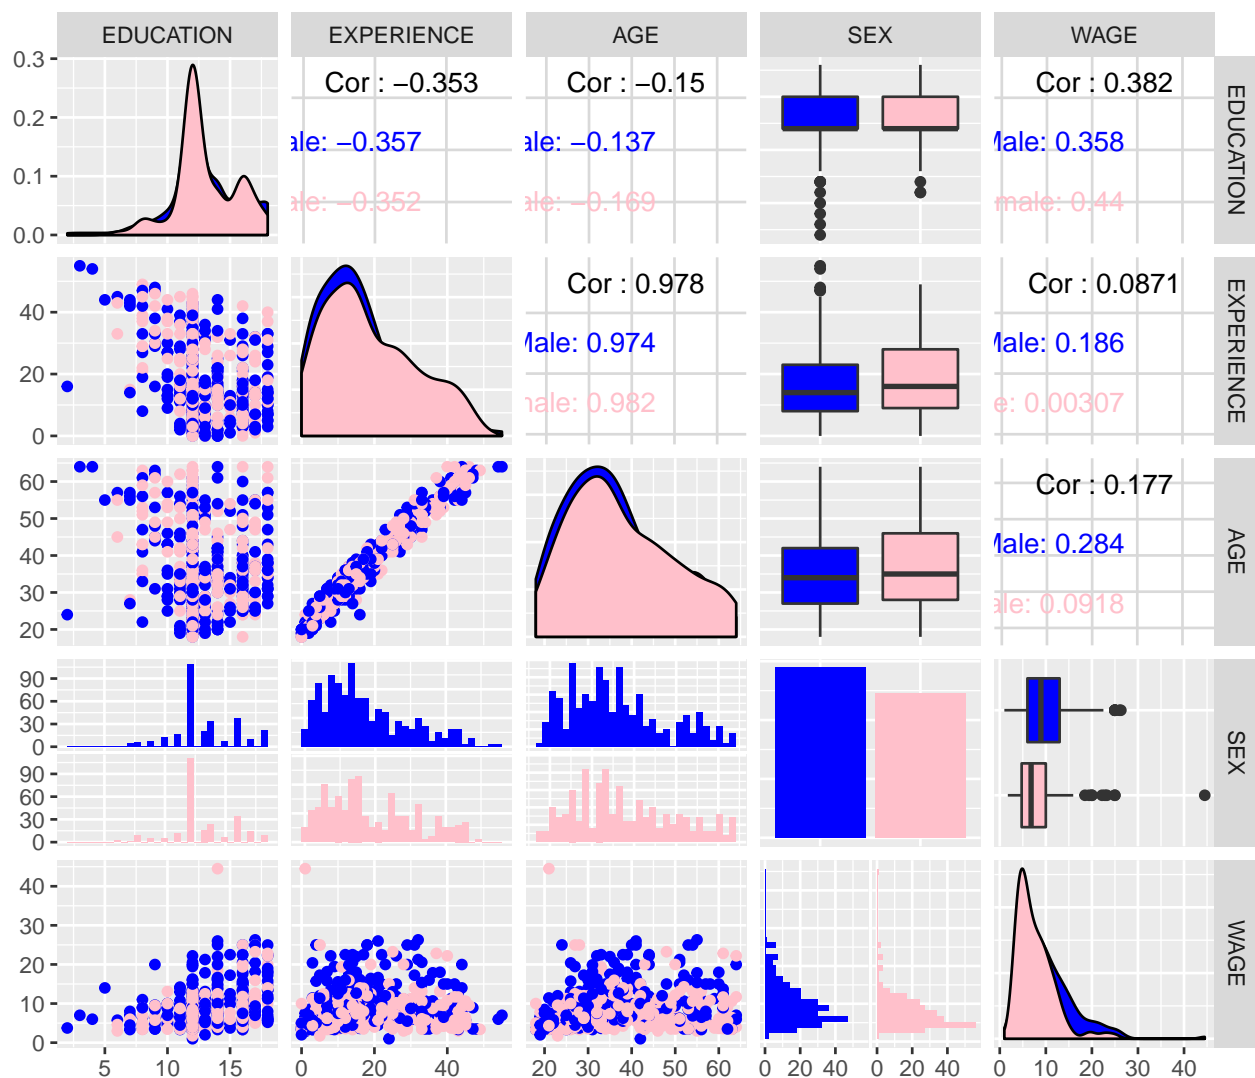 EDUCATION EXPERIENCE AGE SEX WAGE
0.3
0.2
0.1
0.0
Cor : −0.353
ale: −0.357
ale: −0.352
Cor : −0.15
ale: −0.137
ale: −0.169
Cor : 0.382
Male: 0.358
male: 0.44
EDUCATION
40
20
0
Cor : 0.978
Male: 0.974
male: 0.982
Cor : 0.0871
Male: 0.186
e: 0.00307
EXPERIENCE
60
50
40
30
20
Cor : 0.177
Male: 0.284
ale: 0.0918
AGE
90
60
30
0
90
60
30
0
SEX
40
30
20
10
0
WAGE
5 10 15 0 20 40 20 30 40 50 60 0 20 40 0 20 40 0 10 20 30 40